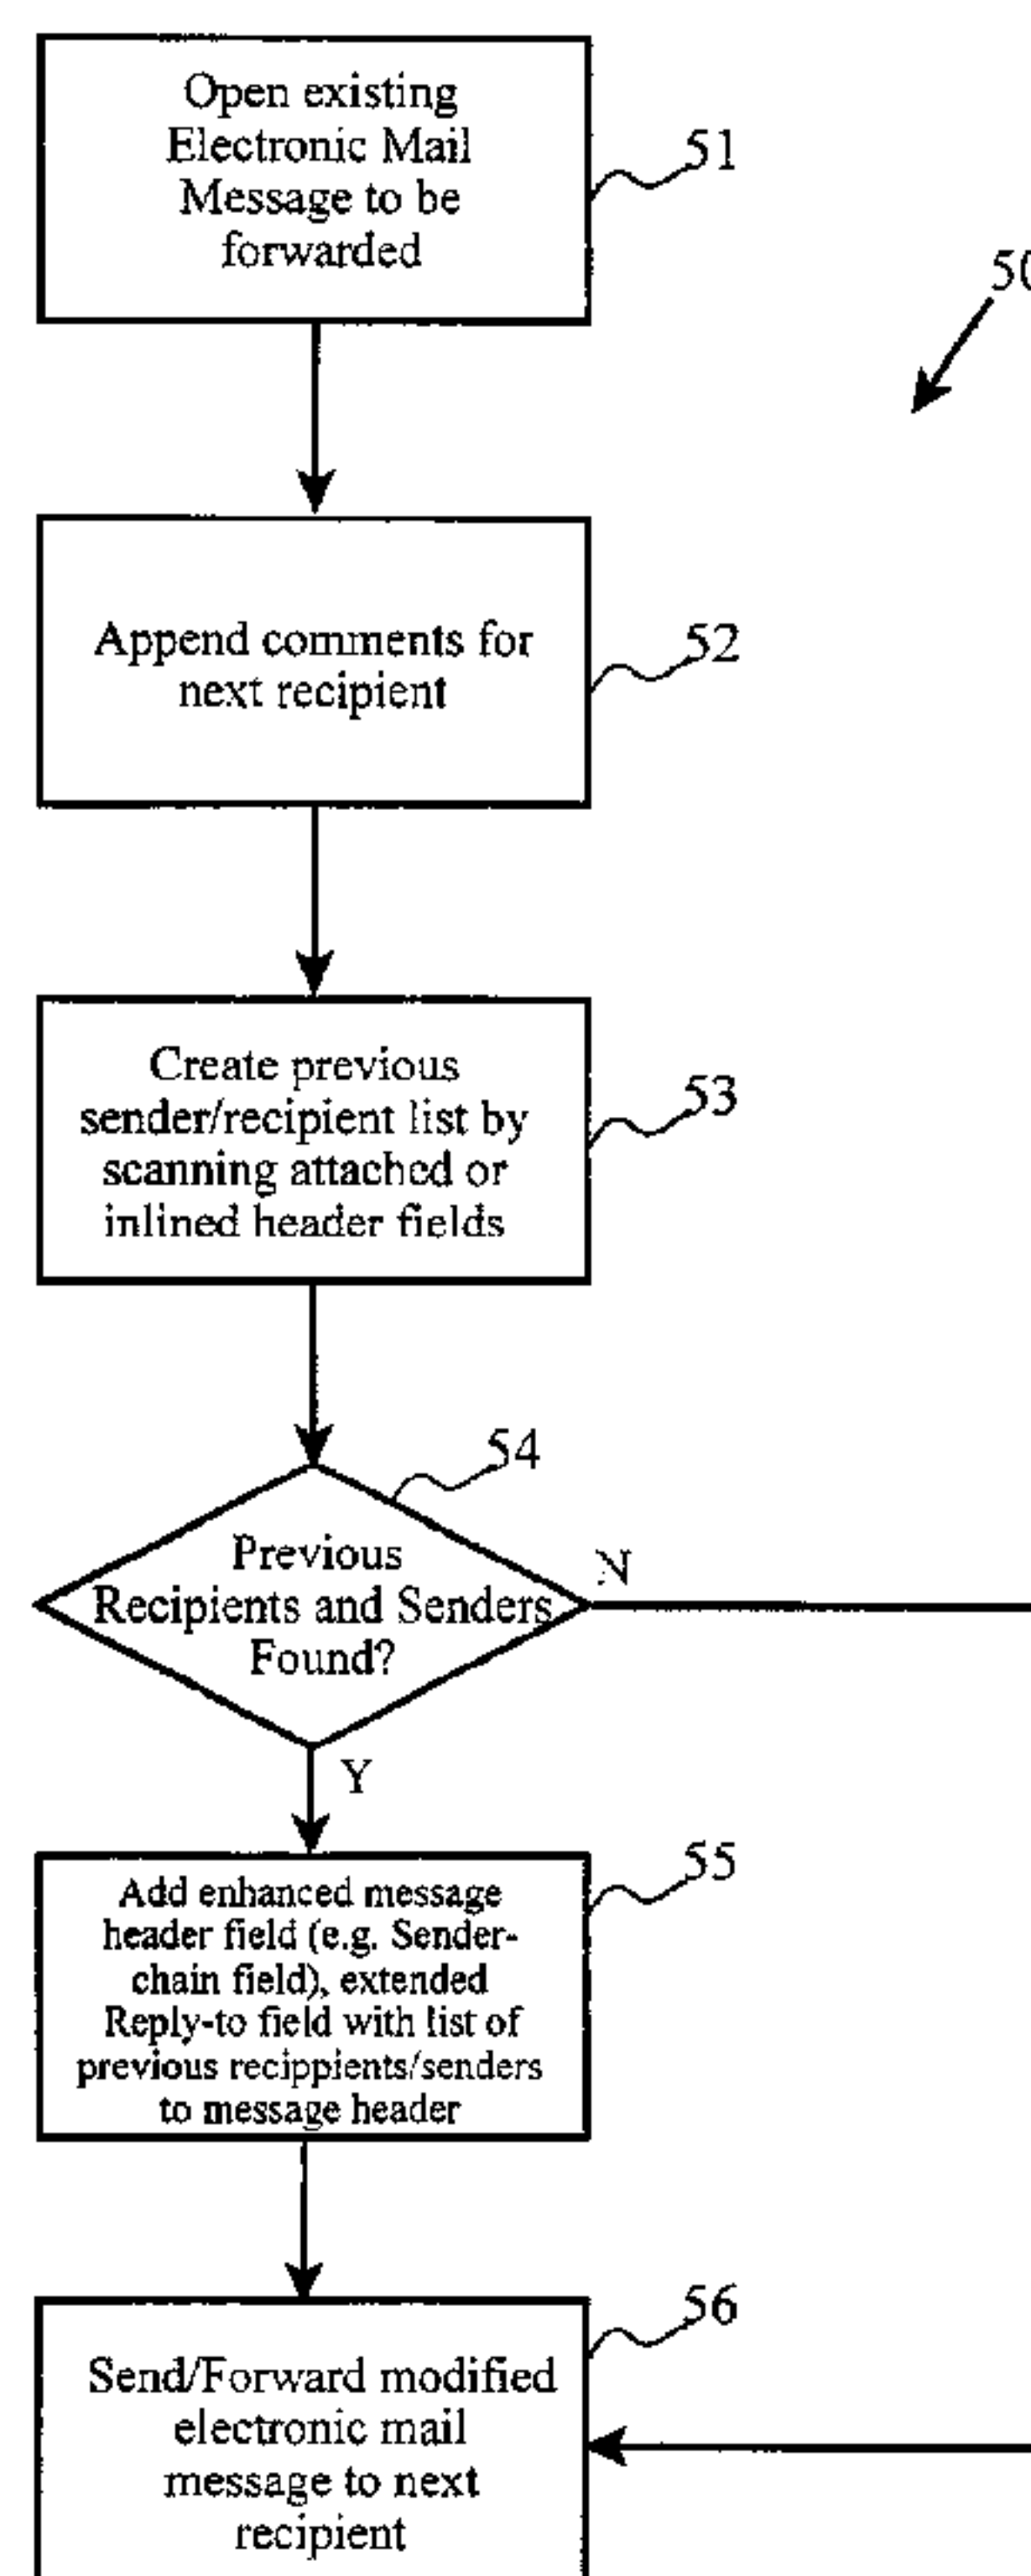 Open existing
Electronic Mail
Message to be
forwarded
51
50
Append comments for
next recipient
52
Create previous
sender/recipient list by
scanning attached or
inlined header fields
53
54
Previous
Recipients and Senders
Found?
N
Y
Add enhanced message
header field (e.g. Sender-
chain field), extended
Reply-to field with list of
previous recippients/senders
to message header
55
Send/Forward modified
electronic mail
message to next
recipient
56